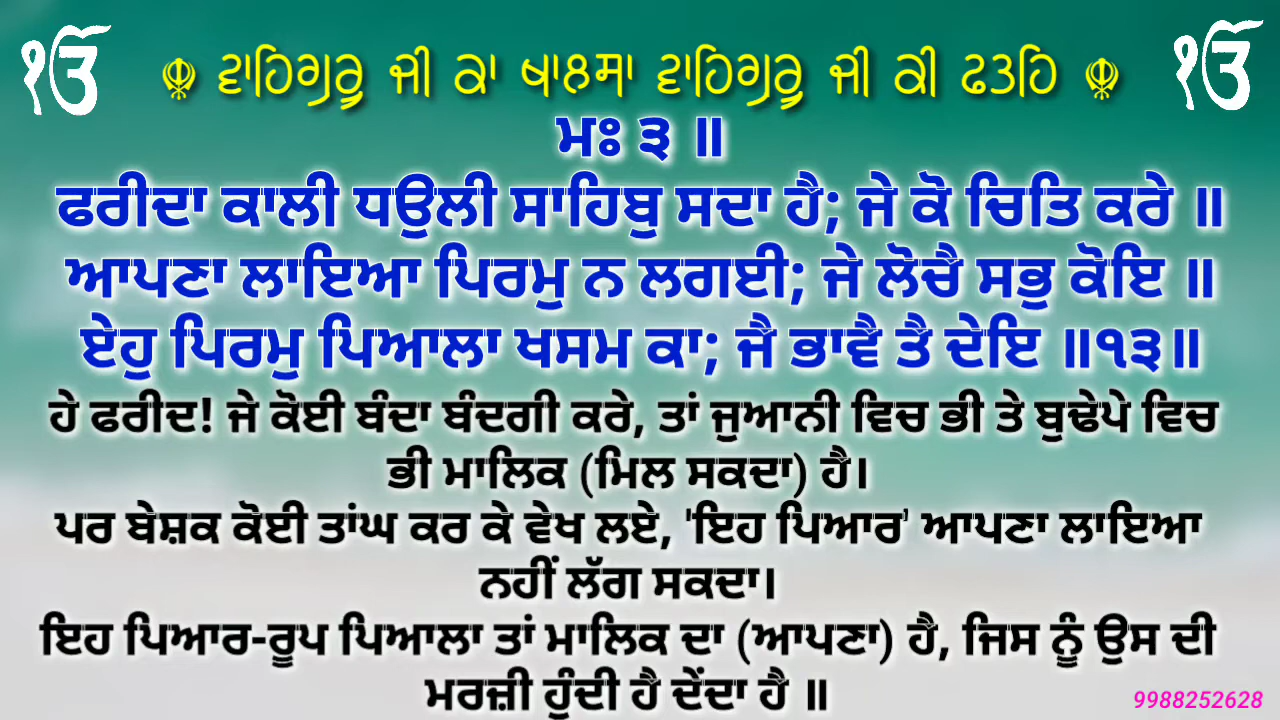 ੴ ☬ ਵਾਹਿਗੁਰੂ ਜੀ ਕਾ ਖਾਲਸਾ ਵਾਹਿਗੁਰੂ ਜੀ ਕੀ ਫਤਹਿ ☬ ੴ
ਮਃ ੩ ॥
ਫਰੀਦਾ ਕਾਲੀ ਧਉਲੀ ਸਾਹਿਬੁ ਸਦਾ ਹੈ; ਜੇ ਕੋ ਚਿਤਿ ਕਰੇ ॥
ਆਪਣਾ ਲਾਇਆ ਪਿਰਮੁ ਨ ਲਗਈ; ਜੇ ਲੋਚੈ ਸਭੁ ਕੋਇ ॥
ਏਹੁ ਪਿਰਮੁ ਪਿਆਲਾ ਖਸਮ ਕਾ; ਜੈ ਭਾਵੈ ਤੈ ਦੇਇ ॥੧੩॥
ਹੇ ਫਰੀਦ! ਜੇ ਕੋਈ ਬੰਦਾ ਬੰਦਗੀ ਕਰੇ, ਤਾਂ ਜੁਆਨੀ ਵਿਚ ਭੀ ਤੇ ਬੁਢੇਪੇ ਵਿਚ
ਭੀ ਮਾਲਿਕ (ਮਿਲ ਸਕਦਾ) ਹੈ।
ਪਰ ਬੇਸ਼ਕ ਕੋਈ ਤਾਂਘ ਕਰ ਕੇ ਵੇਖ ਲਏ, 'ਇਹ ਪਿਆਰ' ਆਪਣਾ ਲਾਇਆ
ਨਹੀਂ ਲੱਗ ਸਕਦਾ।
ਇਹ ਪਿਆਰ-ਰੂਪ ਪਿਆਲਾ ਤਾਂ ਮਾਲਿਕ ਦਾ (ਆਪਣਾ) ਹੈ, ਜਿਸ ਨੂੰ ਉਸ ਦੀ
ਮਰਜ਼ੀ ਹੁੰਦੀ ਹੈ ਦੇਂਦਾ ਹੈ ॥
9988252628